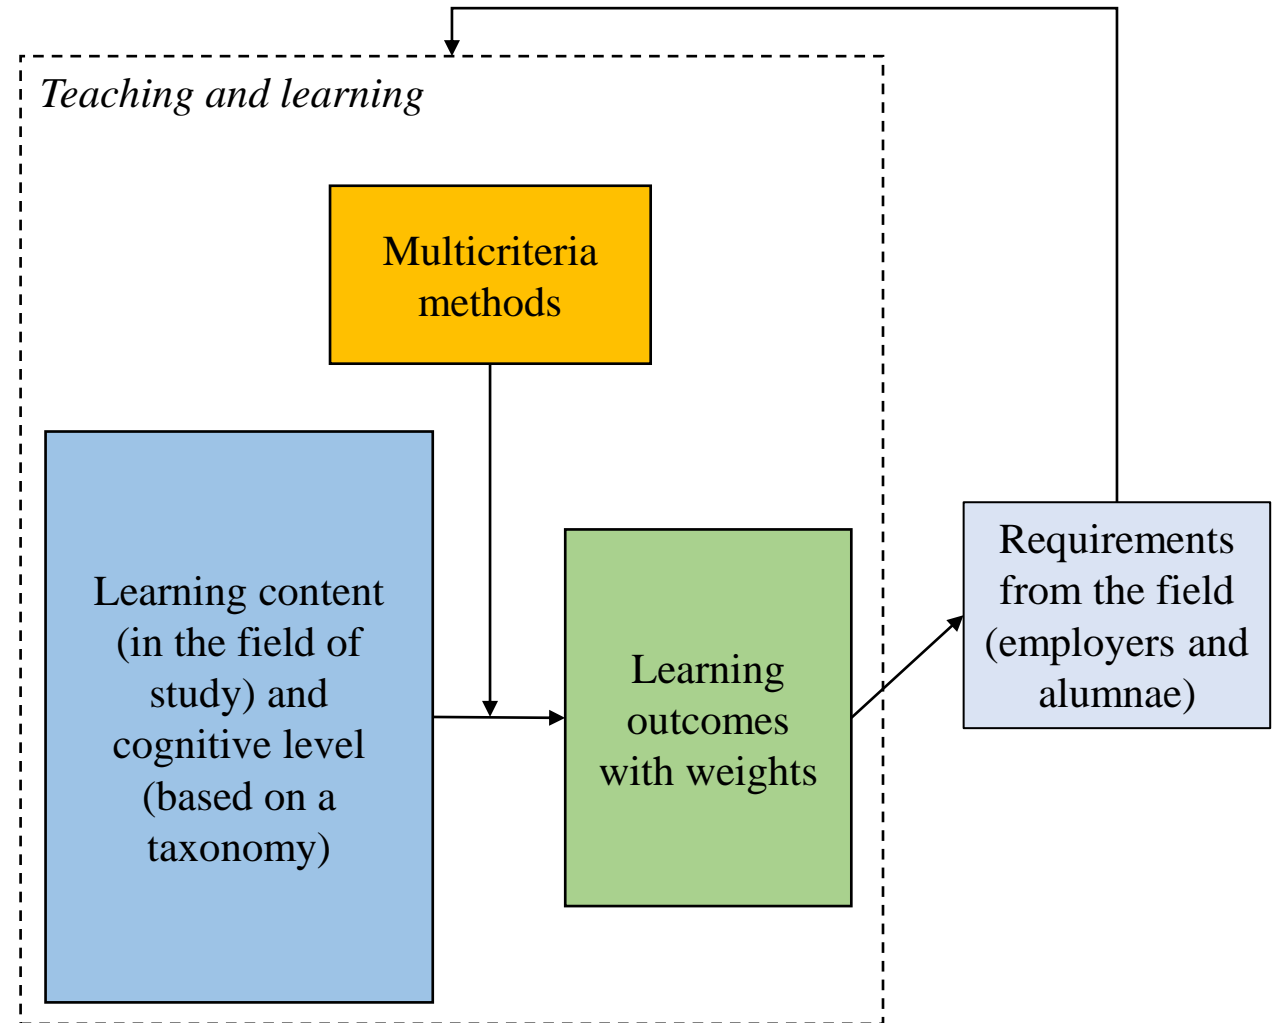 Teaching and learning
Multicriteria
methods
Learning content
(in the field of
study) and
cognitive level
(based on a
taxonomy)
Learning
outcomes
with weights
Requirements
from the field
(employers and
alumnae)